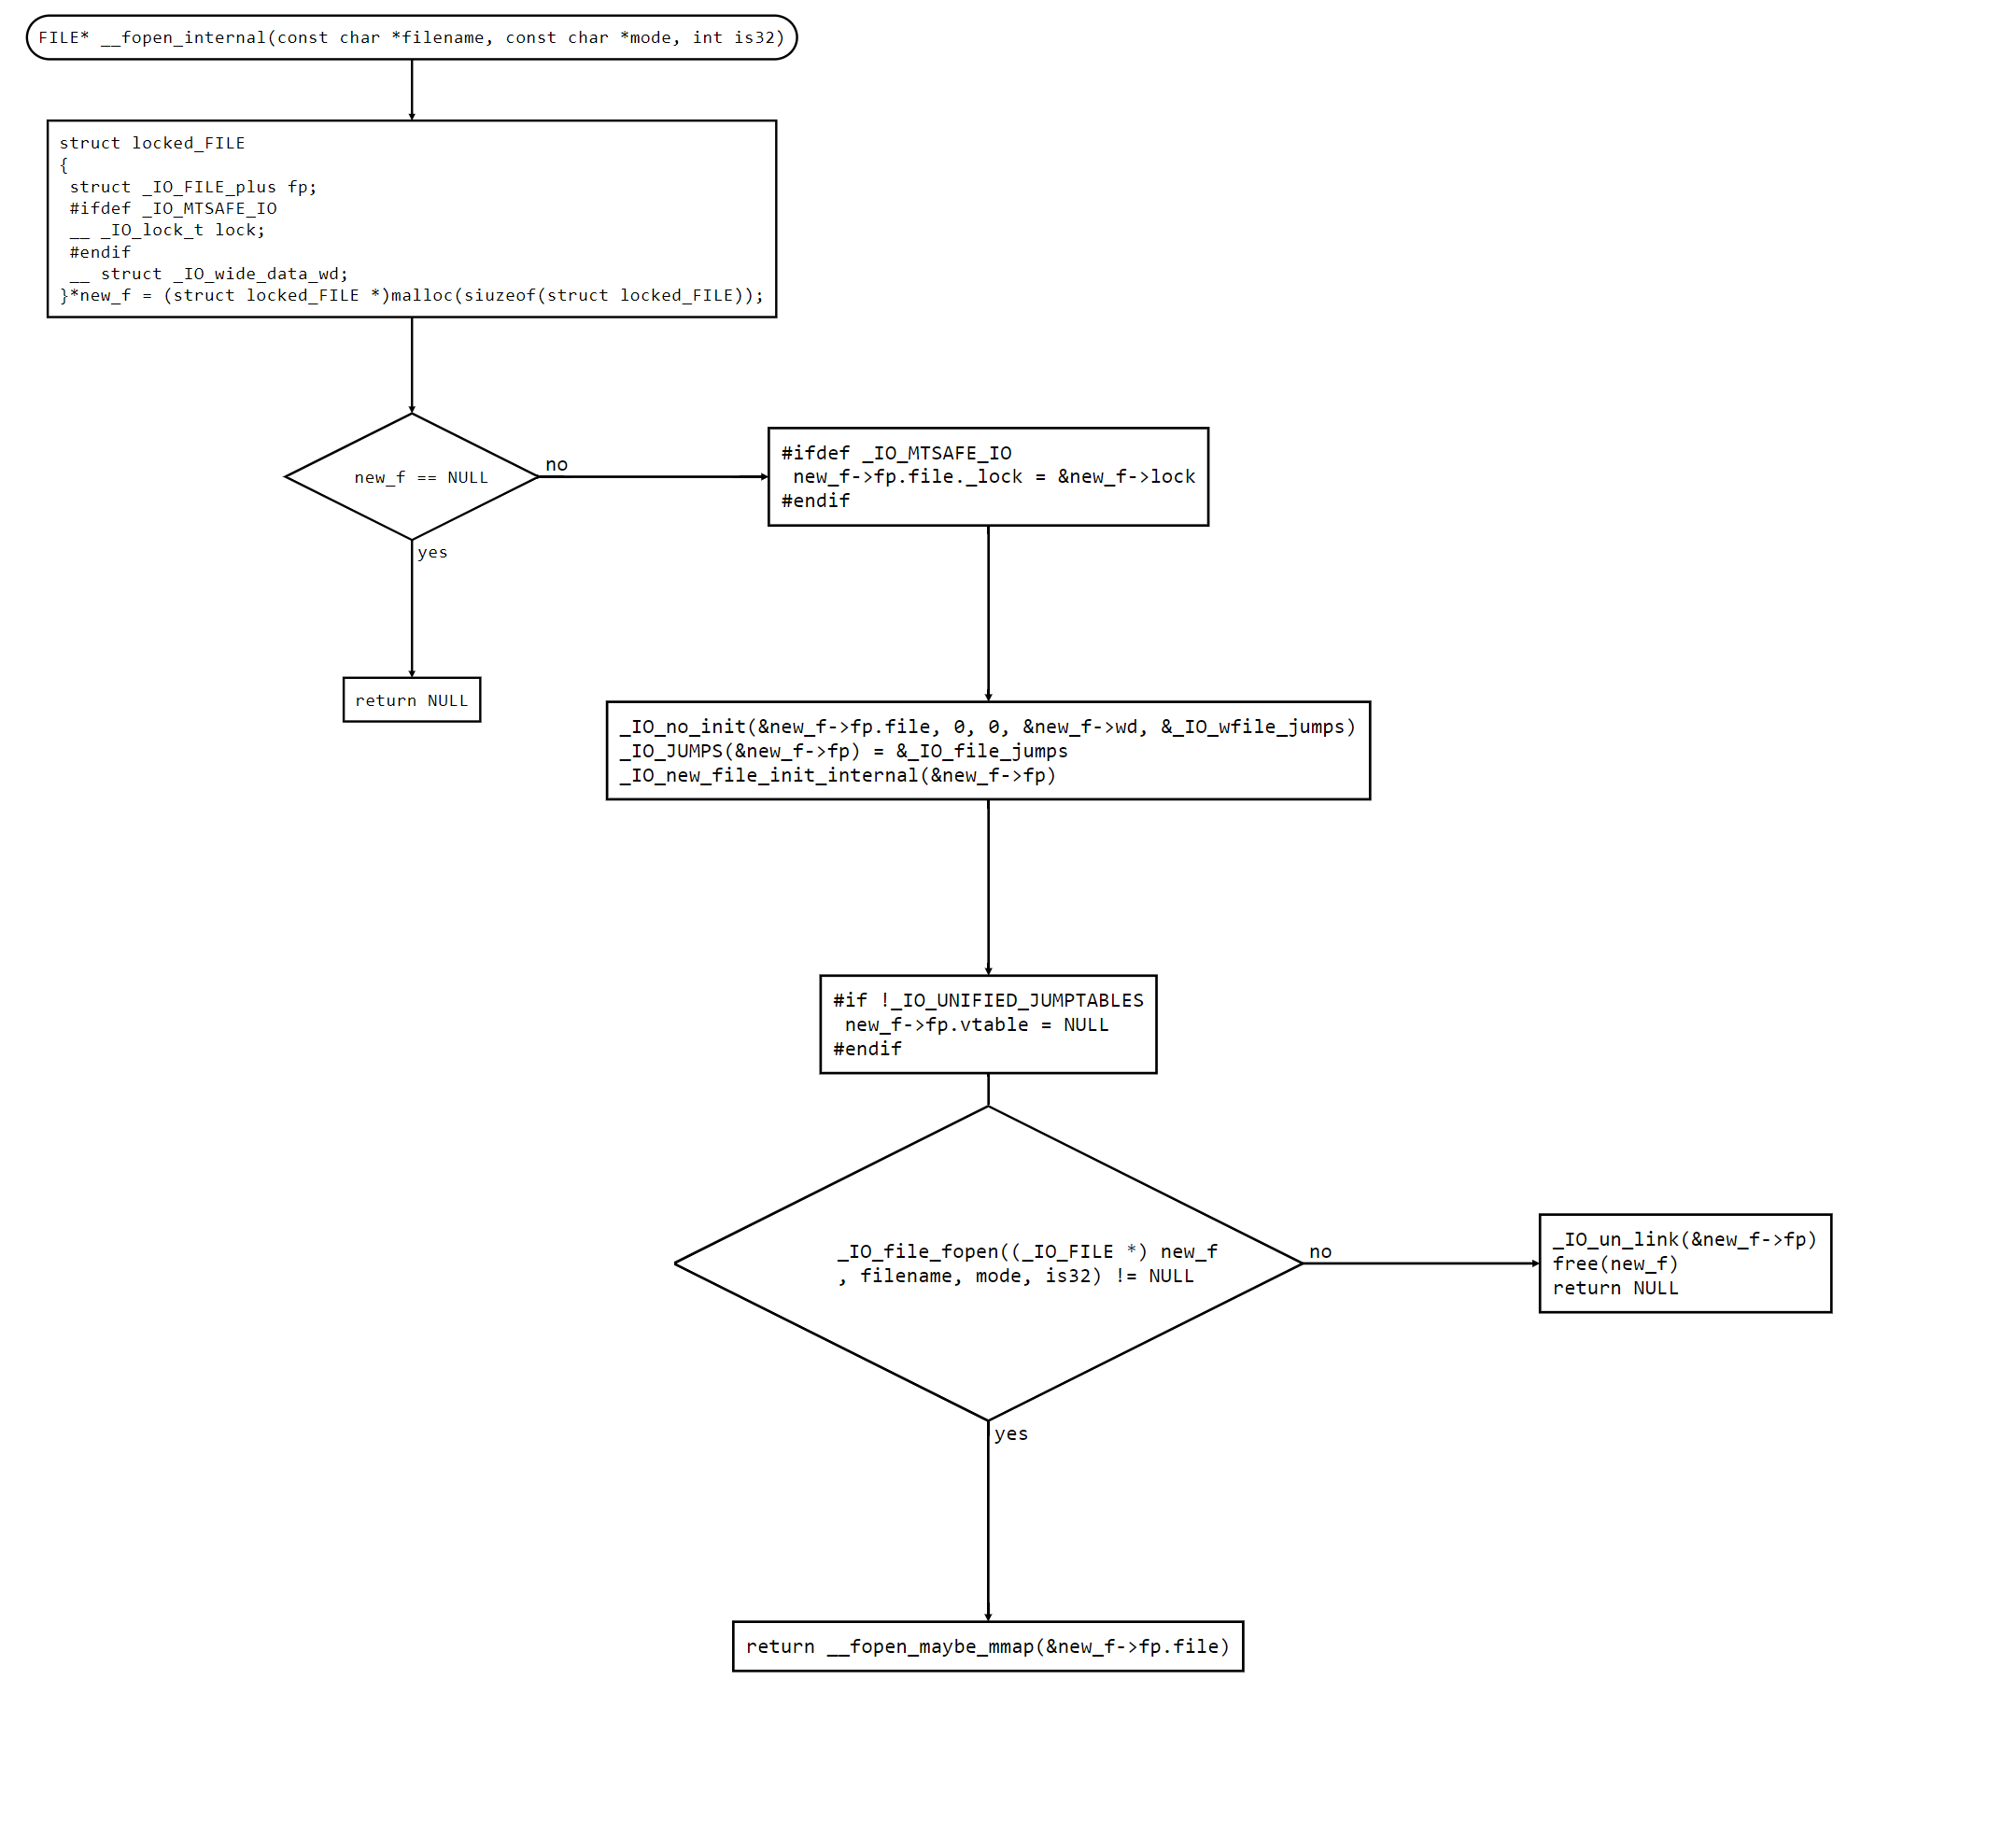 FILE* __fopen_internal(const char *filename, const char *mode, int is32)
struct locked_FILE
{
 struct _IO_FILE_plus fp;
 #ifdef _IO_MTSAFE_IO
 __ _IO_lock_t lock;
 #endif
 __ struct _IO_wide_data_wd;
}*new_f = (struct locked_FILE *)malloc(siuzeof(struct locked_FILE));
new_f == NULL
no
#ifdef _IO_MTSAFE_IO
 new_f->fp.file._lock = &new_f->lock
#endif
yes
return NULL
_IO_no_init(&new_f->fp.file, 0, 0, &new_f->wd, &_IO_wfile_jumps)
_IO_JUMPS(&new_f->fp) = &_IO_file_jumps
_IO_new_file_init_internal(&new_f->fp)
#if !_IO_UNIFIED_JUMPTABLES
 new_f->fp.vtable = NULL
#endif
_IO_file_fopen((_IO_FILE *) new_f
, filename, mode, is32) != NULL
no
_IO_un_link(&new_f->fp)
free(new_f)
return NULL
yes
return __fopen_maybe_mmap(&new_f->fp.file)